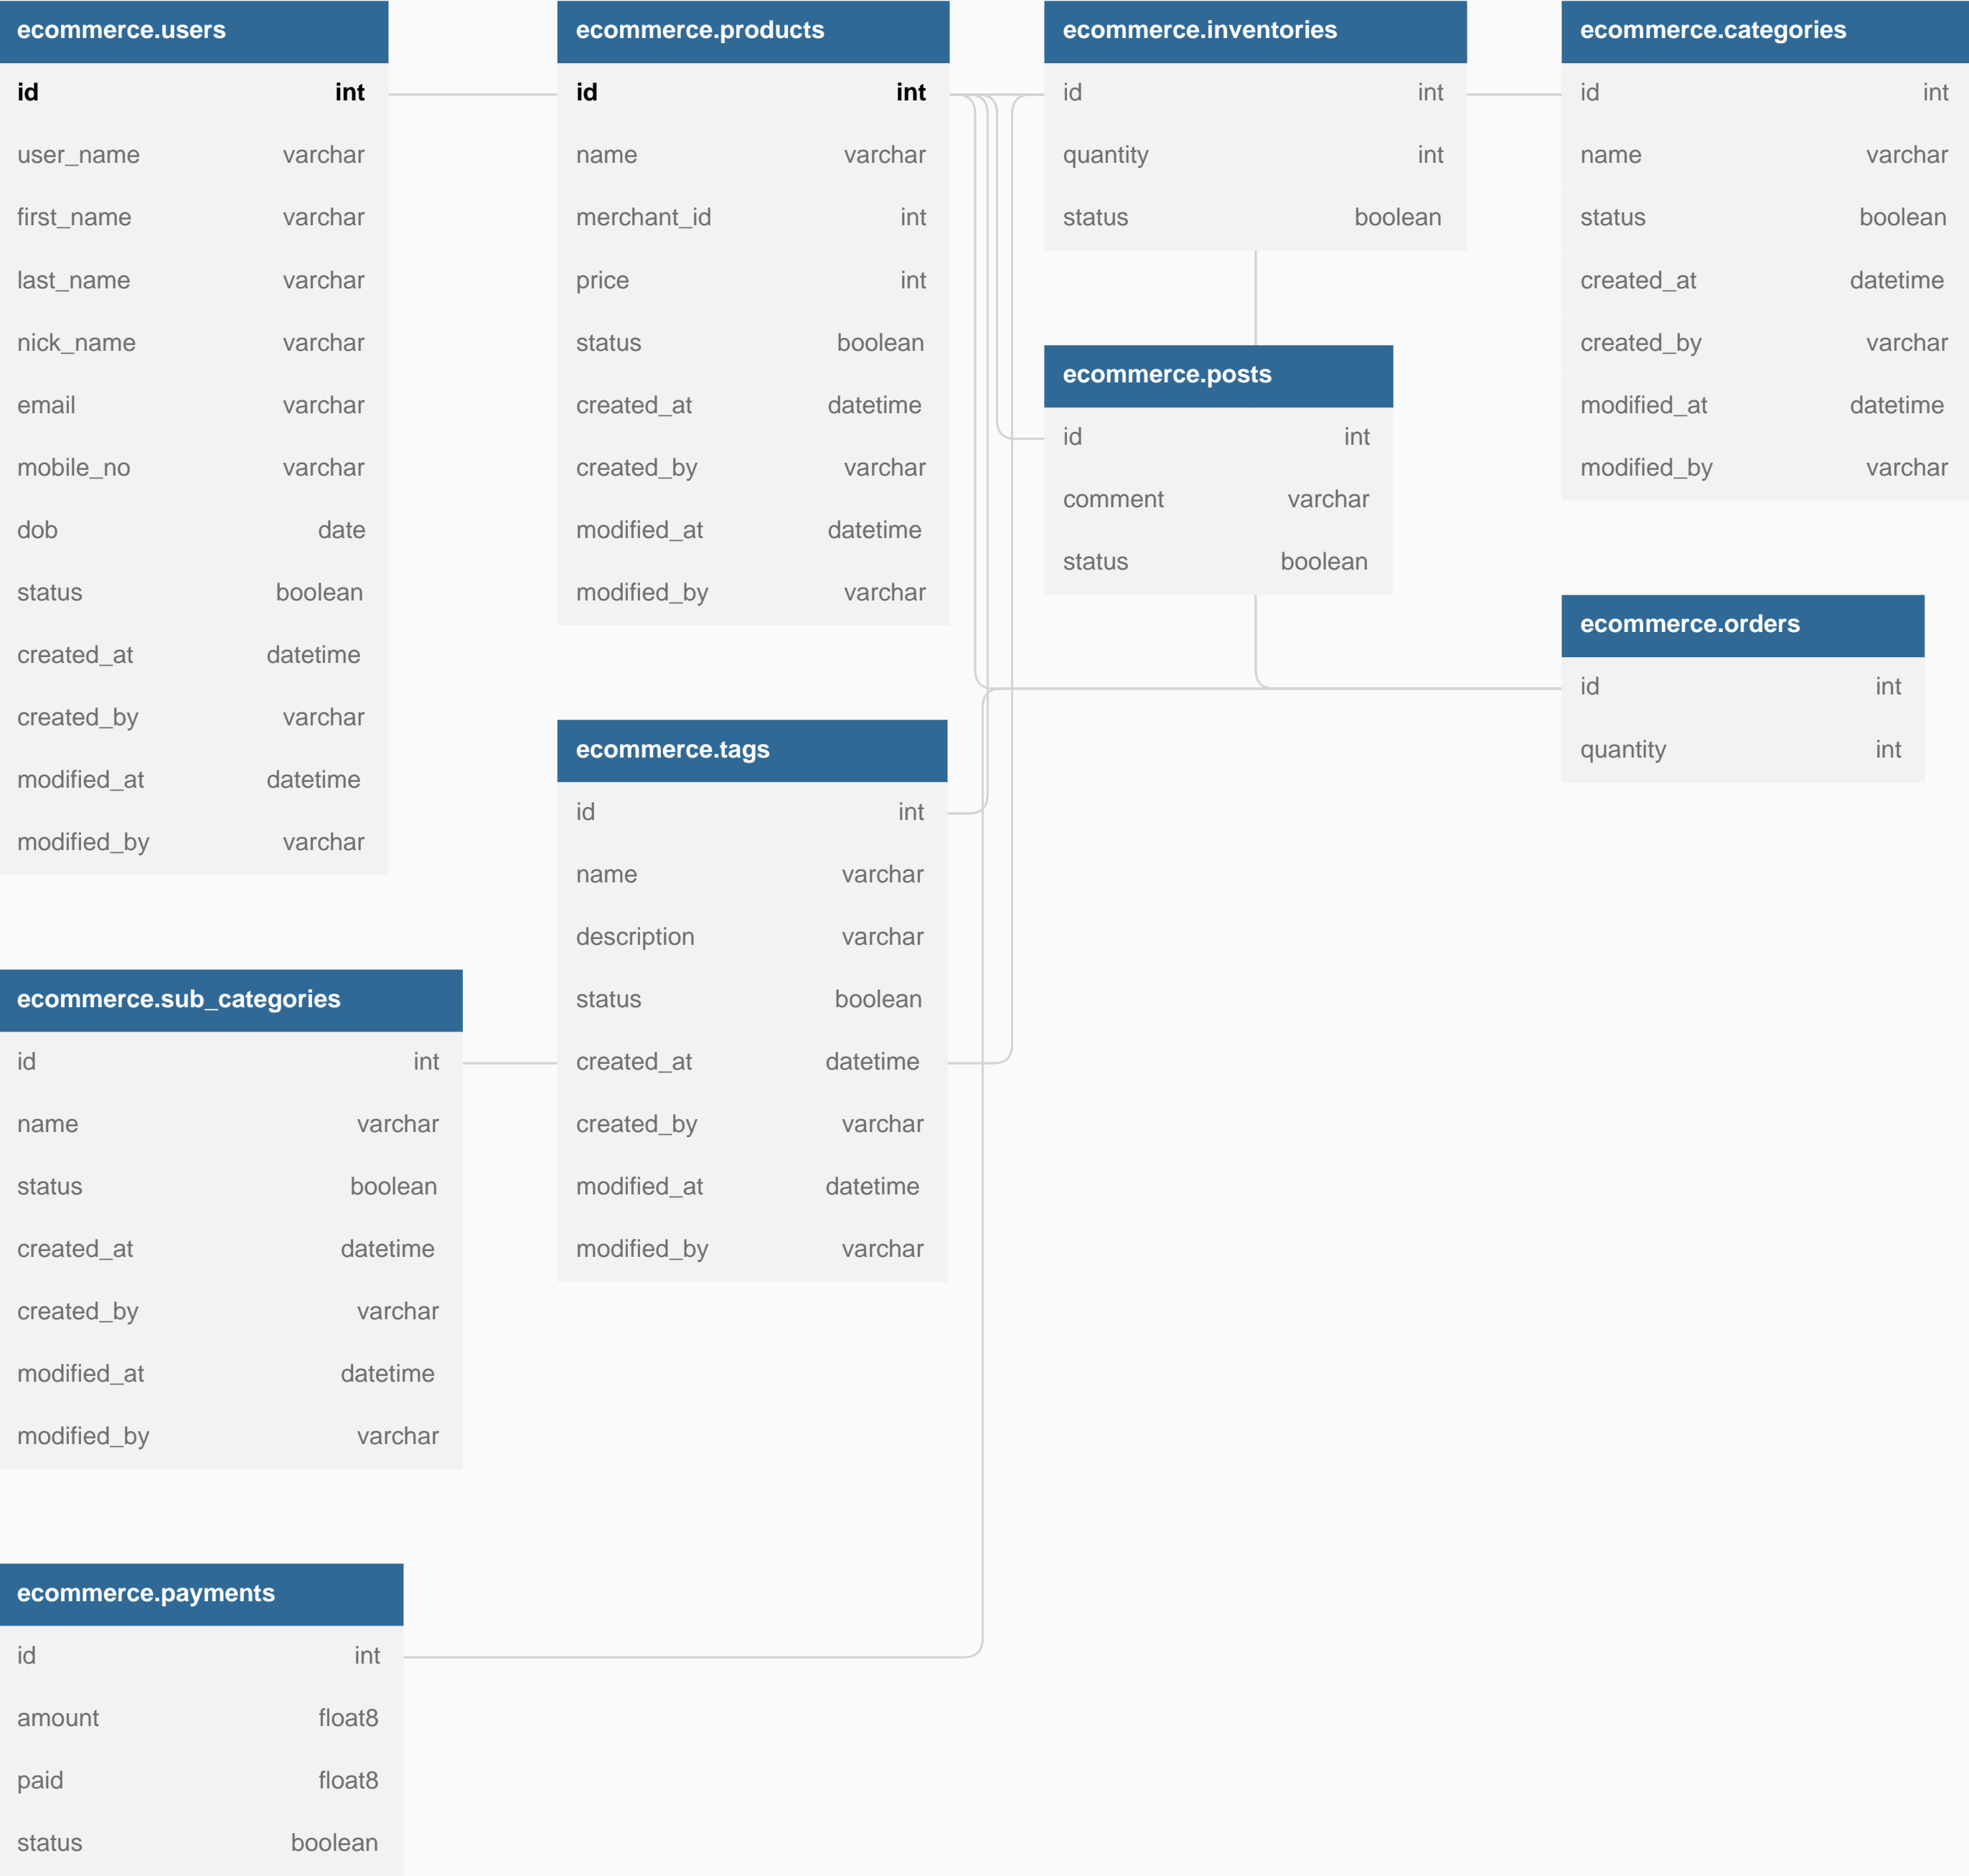 ecommerce.users
id int
user_name varchar
first_name varchar
last_name varchar
nick_name varchar
email varchar
mobile_no varchar
dob date
status boolean
created_at datetime
created_by varchar
modified_at datetime
modified_by varchar
ecommerce.products
id int
name varchar
merchant_id int
price int
status boolean
created_at datetime
created_by varchar
modified_at datetime
modified_by varchar
ecommerce.inventories
id int
quantity int
status boolean
ecommerce.categories
id int
name varchar
status boolean
created_at datetime
created_by varchar
modified_at datetime
modified_by varchar
ecommerce.posts
id int
comment varchar
status boolean
ecommerce.orders
id int
quantity int
ecommerce.tags
id int
name varchar
description varchar
status boolean
created_at datetime
created_by varchar
modified_at datetime
modified_by varchar
ecommerce.sub_categories
id int
name varchar
status boolean
created_at datetime
created_by varchar
modified_at datetime
modified_by varchar
ecommerce.payments
id int
amount float8
paid float8
status boolean